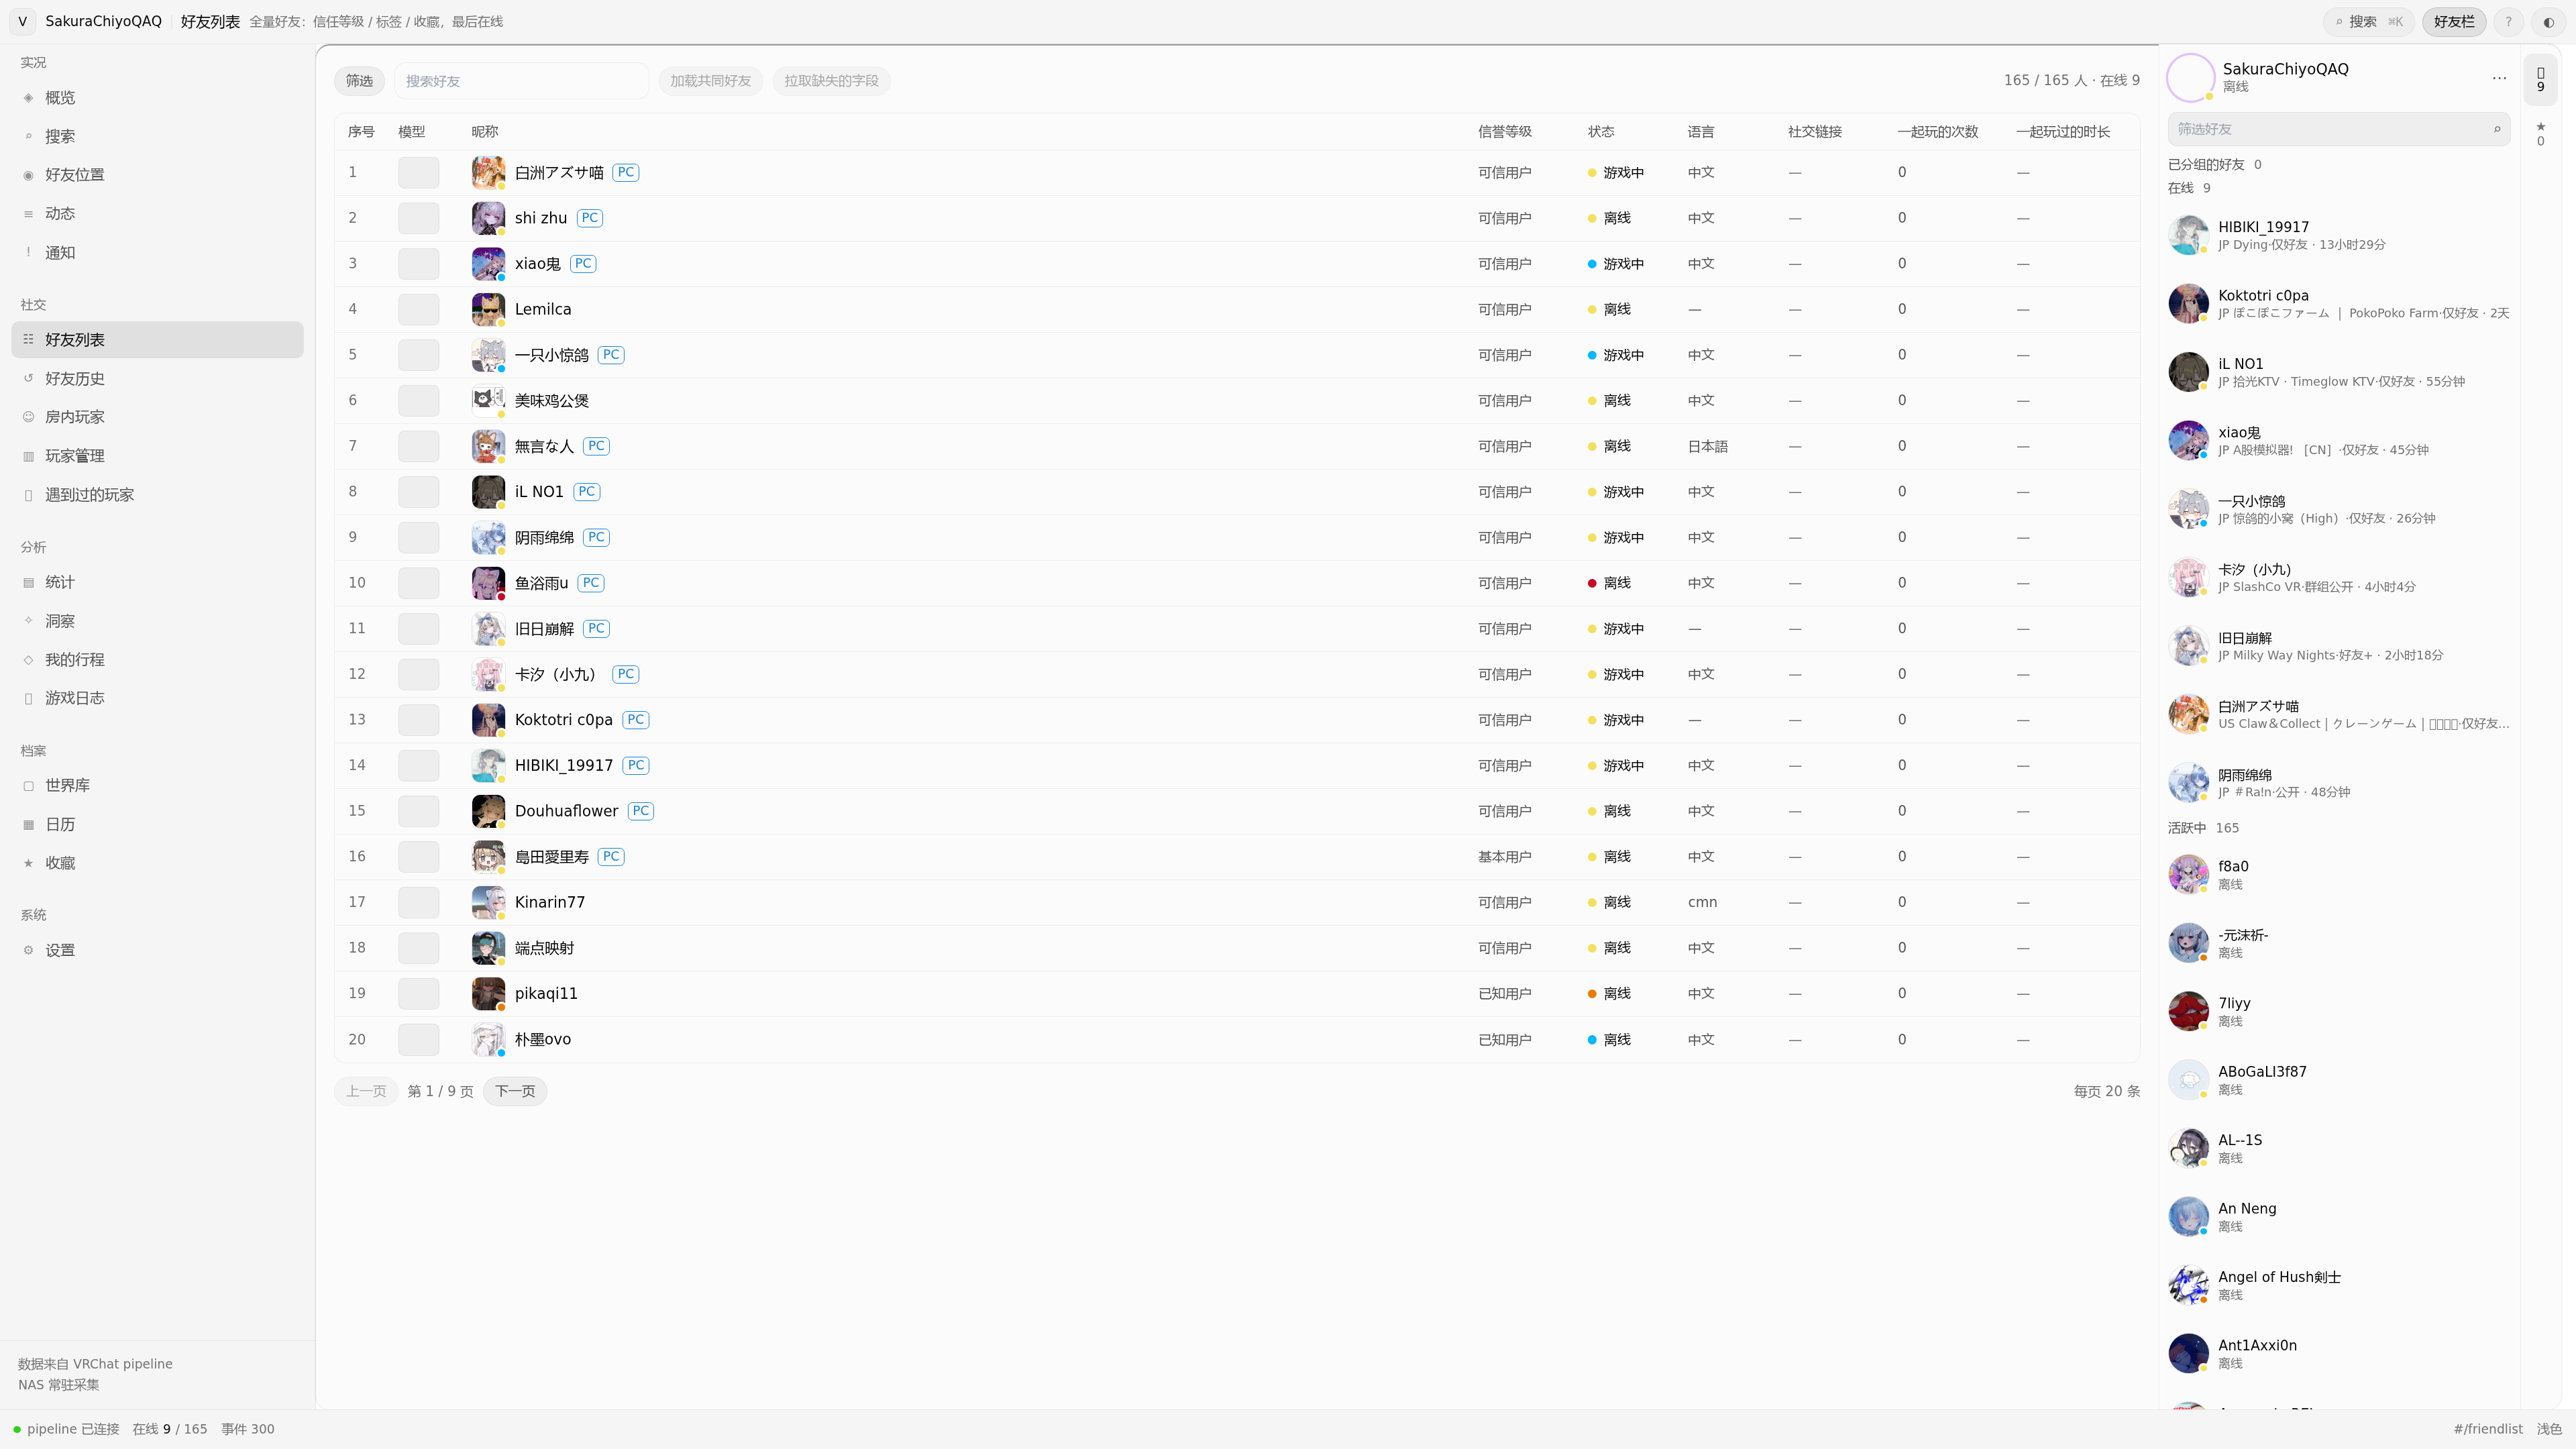 V SakuraChiyoQAQ 好友列表 全量好友：信任等级 / 标签 / 收藏，最后在线
搜索 ⌘K 好友栏 ?
实况
概览
搜索
好友位置
动态
通知
社交
好友列表
好友历史
房内玩家
玩家管理
遇到过的玩家
分析
统计
洞察
我的行程
游戏日志
档案
世界库
日历
收藏
系统
设置
数据来自 VRChat pipeline
NAS 常驻采集
筛选 搜索好友 加载共同好友 拉取缺失的字段 165 / 165 人 · 在线 9
序号 模型 昵称 信誉等级 状态 语言 社交链接 一起玩的次数 一起玩过的时长
1 白洲アズサ喵 PC 可信用户 游戏中 中文 — 0 —
2 shi zhu PC 可信用户 离线 中文 — 0 —
3 xiao鬼 PC 可信用户 游戏中 中文 — 0 —
4 Lemilca 可信用户 离线 — — 0 —
5 一只小惊鸽 PC 可信用户 游戏中 中文 — 0 —
6 美味鸡公煲 可信用户 离线 中文 — 0 —
7 無言な人 PC 可信用户 离线 日本語 — 0 —
8 iL NO1 PC 可信用户 游戏中 中文 — 0 —
9 阴雨绵绵 PC 可信用户 游戏中 中文 — 0 —
10 鱼浴雨u PC 可信用户 离线 中文 — 0 —
11 旧日崩解 PC 可信用户 游戏中 — — 0 —
12 卡汐（小九） PC 可信用户 游戏中 中文 — 0 —
13 Koktotri c0pa PC 可信用户 游戏中 — — 0 —
14 HIBIKI_19917 PC 可信用户 游戏中 中文 — 0 —
15 Douhuaflower PC 可信用户 离线 中文 — 0 —
16 島田愛里寿 PC 基本用户 离线 中文 — 0 —
17 Kinarin77 可信用户 离线 cmn — 0 —
18 端点映射 可信用户 离线 中文 — 0 —
19 pikaqi11 已知用户 离线 中文 — 0 —
20 朴墨ovo 已知用户 离线 中文 — 0 —
上一页 第 1 / 9 页 下一页 每页 20 条
SakuraChiyoQAQ
离线
…
9
★
0
筛选好友
已分组的好友 0
在线 9
HIBIKI_19917
JP Dying·仅好友 · 13小时29分
Koktotri c0pa
JP ぽこぽこファーム ｜ PokoPoko Farm·仅好友 · 2天
iL NO1
JP 拾光KTV · Timeglow KTV·仅好友 · 55分钟
xiao鬼
JP A股模拟器！［CN］·仅好友 · 45分钟
一只小惊鸽
JP 惊鸽的小窝（High）·仅好友 · 26分钟
卡汐（小九）
JP SlashCo VR·群组公开 · 4小时4分
旧日崩解
JP Milky Way Nights·好友+ · 2小时18分
白洲アズサ喵
US Claw＆Collect | クレーンゲーム | ·仅好友…
阴雨绵绵
JP ＃Ra!n·公开 · 48分钟
活跃中 165
f8a0
离线
-元沫祈-
离线
7liyy
离线
ABoGaLI3f87
离线
AL--1S
离线
An Neng
离线
Angel of Hush剣士
离线
Ant1Axxi0n
离线
pipeline 已连接 在线 9 / 165 事件 300
#/friendlist 浅色